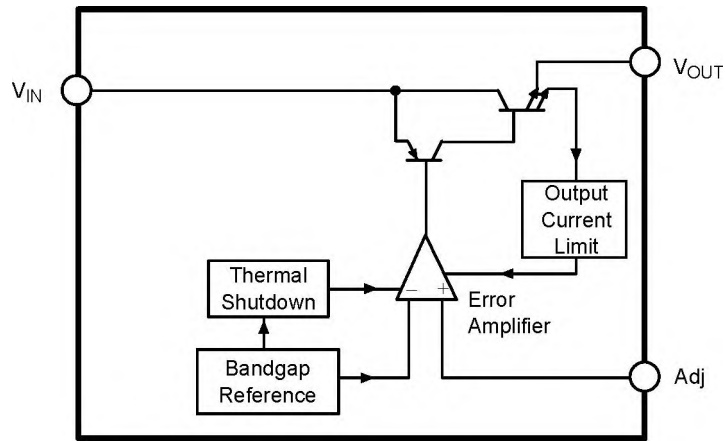 V_IN
V_OUT
Output
Current
Limit
Thermal
Shutdown
− +
Error
Amplifier
Bandgap
Reference
Adj